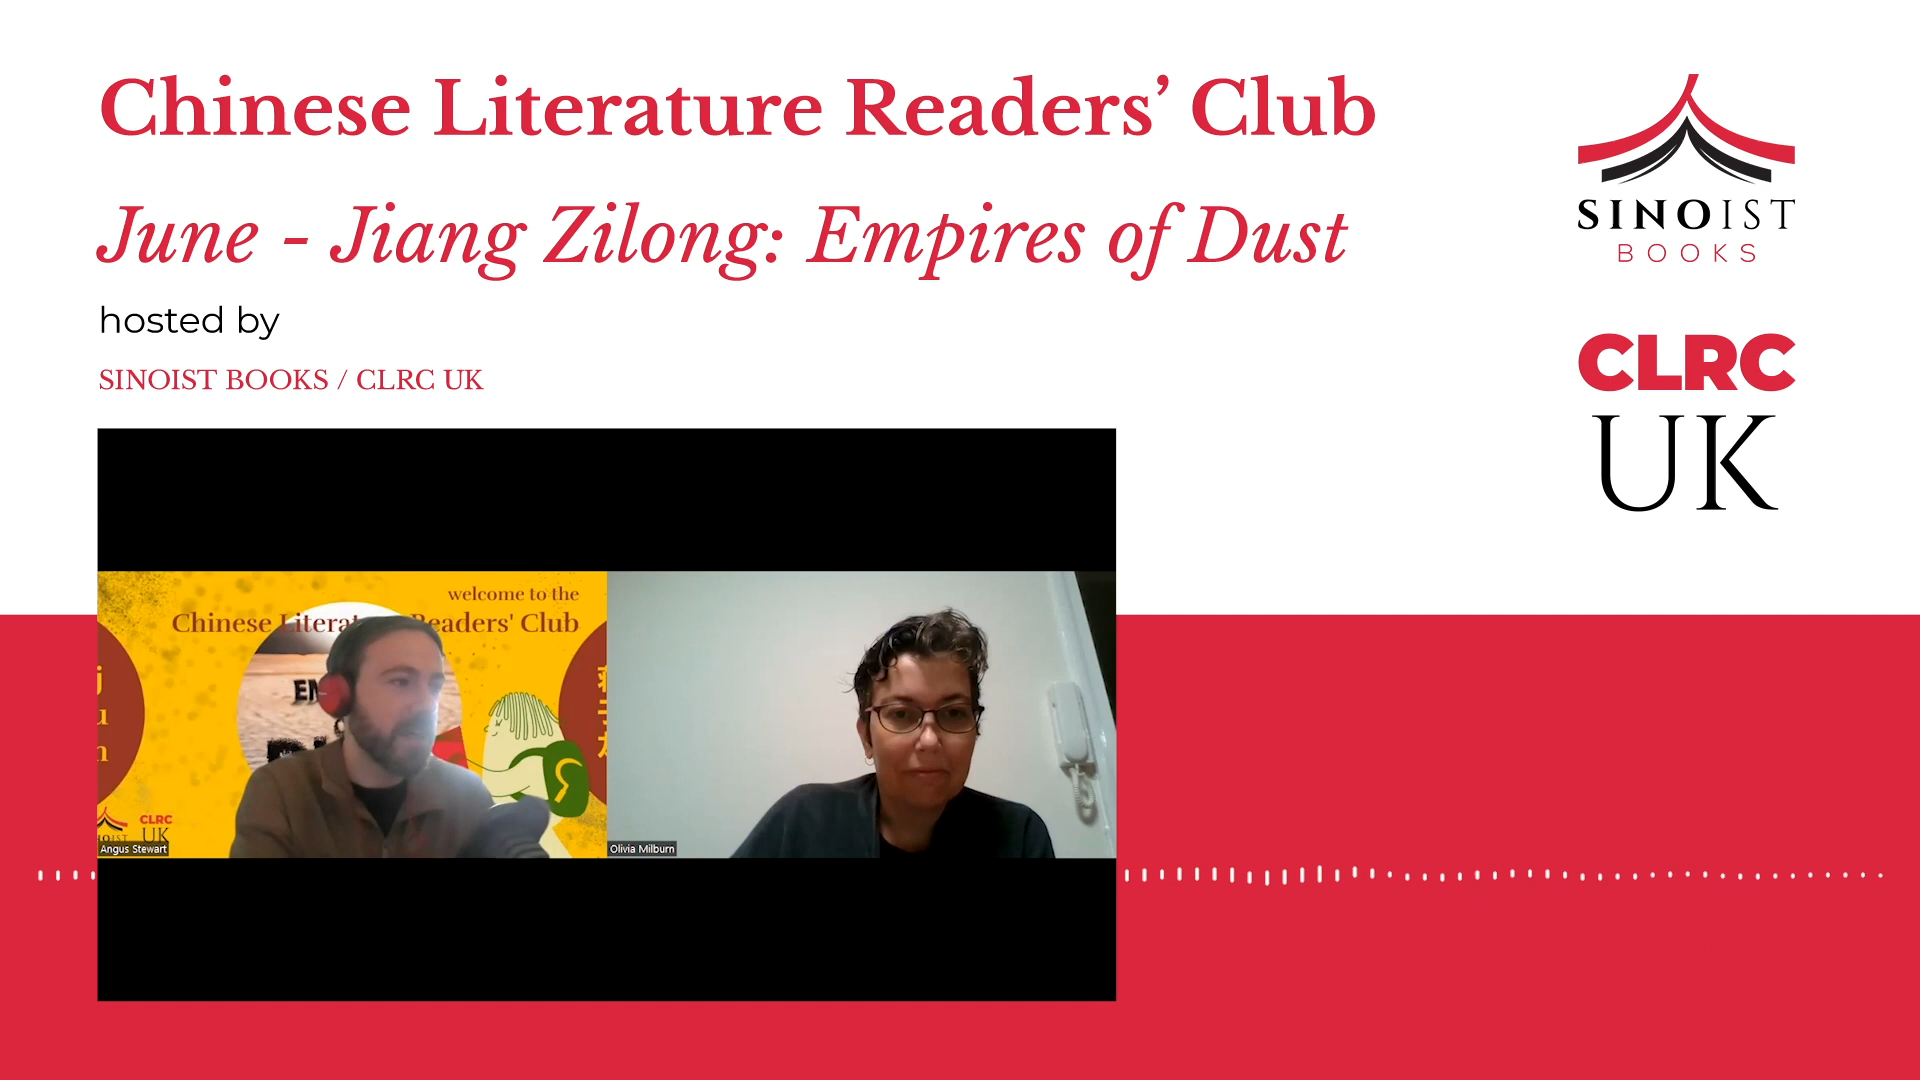 Chinese Literature Readers’ Club
June - Jiang Zilong: Empires of Dust
hosted by
SINOIST BOOKS / CLRC UK
SINOIST
BOOKS
CLRC
UK
welcome to the
Chinese Readers' Club
CLRC
UK
Angus Stewart
Olivia Milburn